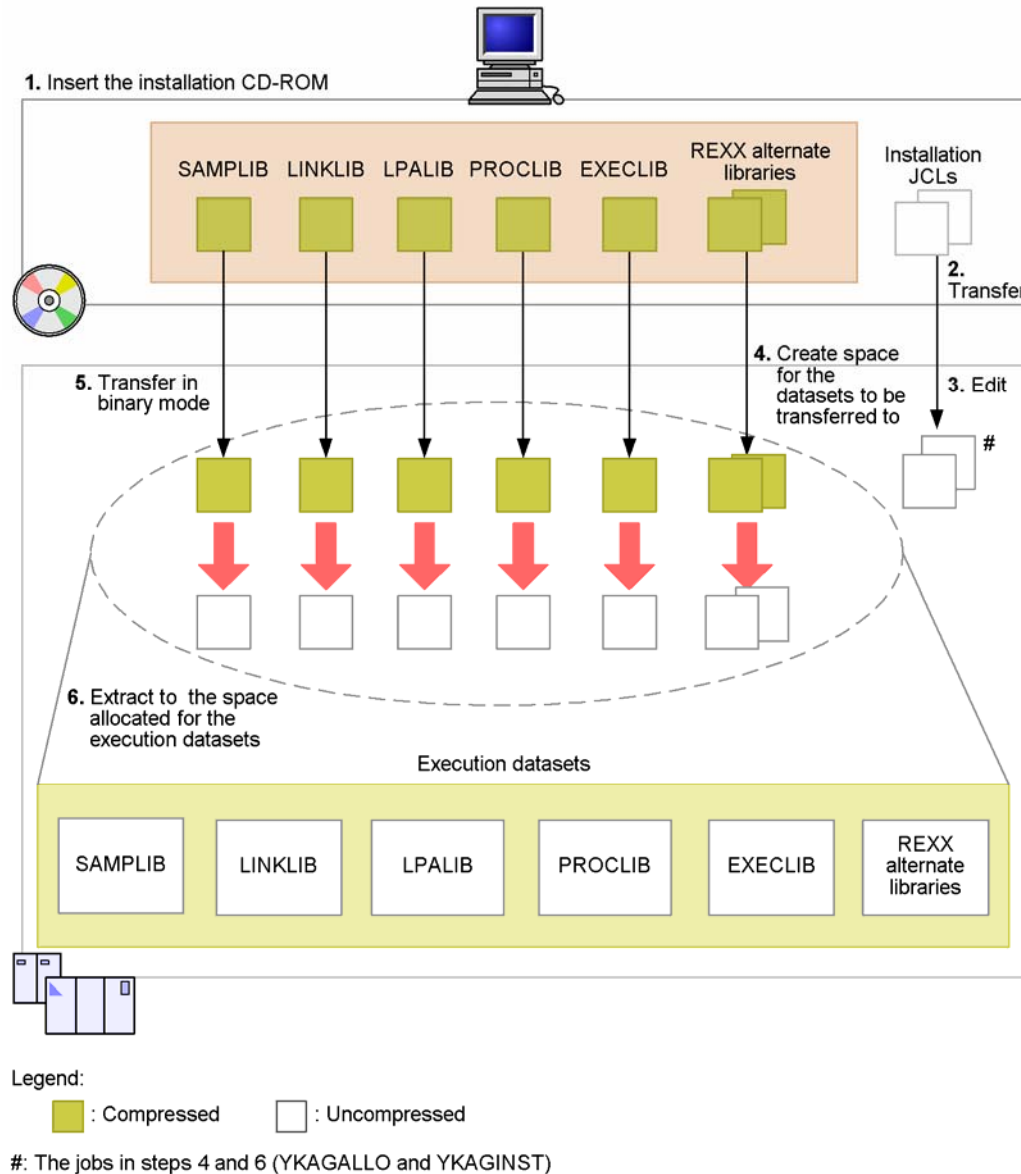 1. Insert the installation CD-ROM
SAMPLIB
LINKLIB
LPALIB
PROCLIB
EXECLIB
REXX alternate
libraries
Installation
JCLs
2.
Transfer
5. Transfer in
binary mode
4. Create space
for the
datasets to be
transferred to
3. Edit
#
6. Extract to the space
allocated for the
execution datasets
Execution datasets
SAMPLIB
LINKLIB
LPALIB
PROCLIB
EXECLIB
REXX
alternate
libraries
Legend:
: Compressed
: Uncompressed
#: The jobs in steps 4 and 6 (YKAGALLO and YKAGINST)